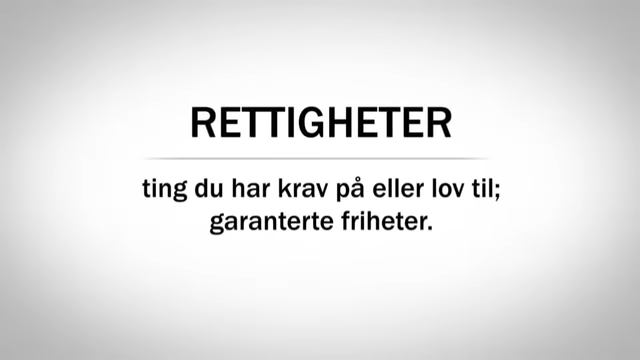 RETTIGHETER
ting du har krav på eller lov til;
garanterte friheter.